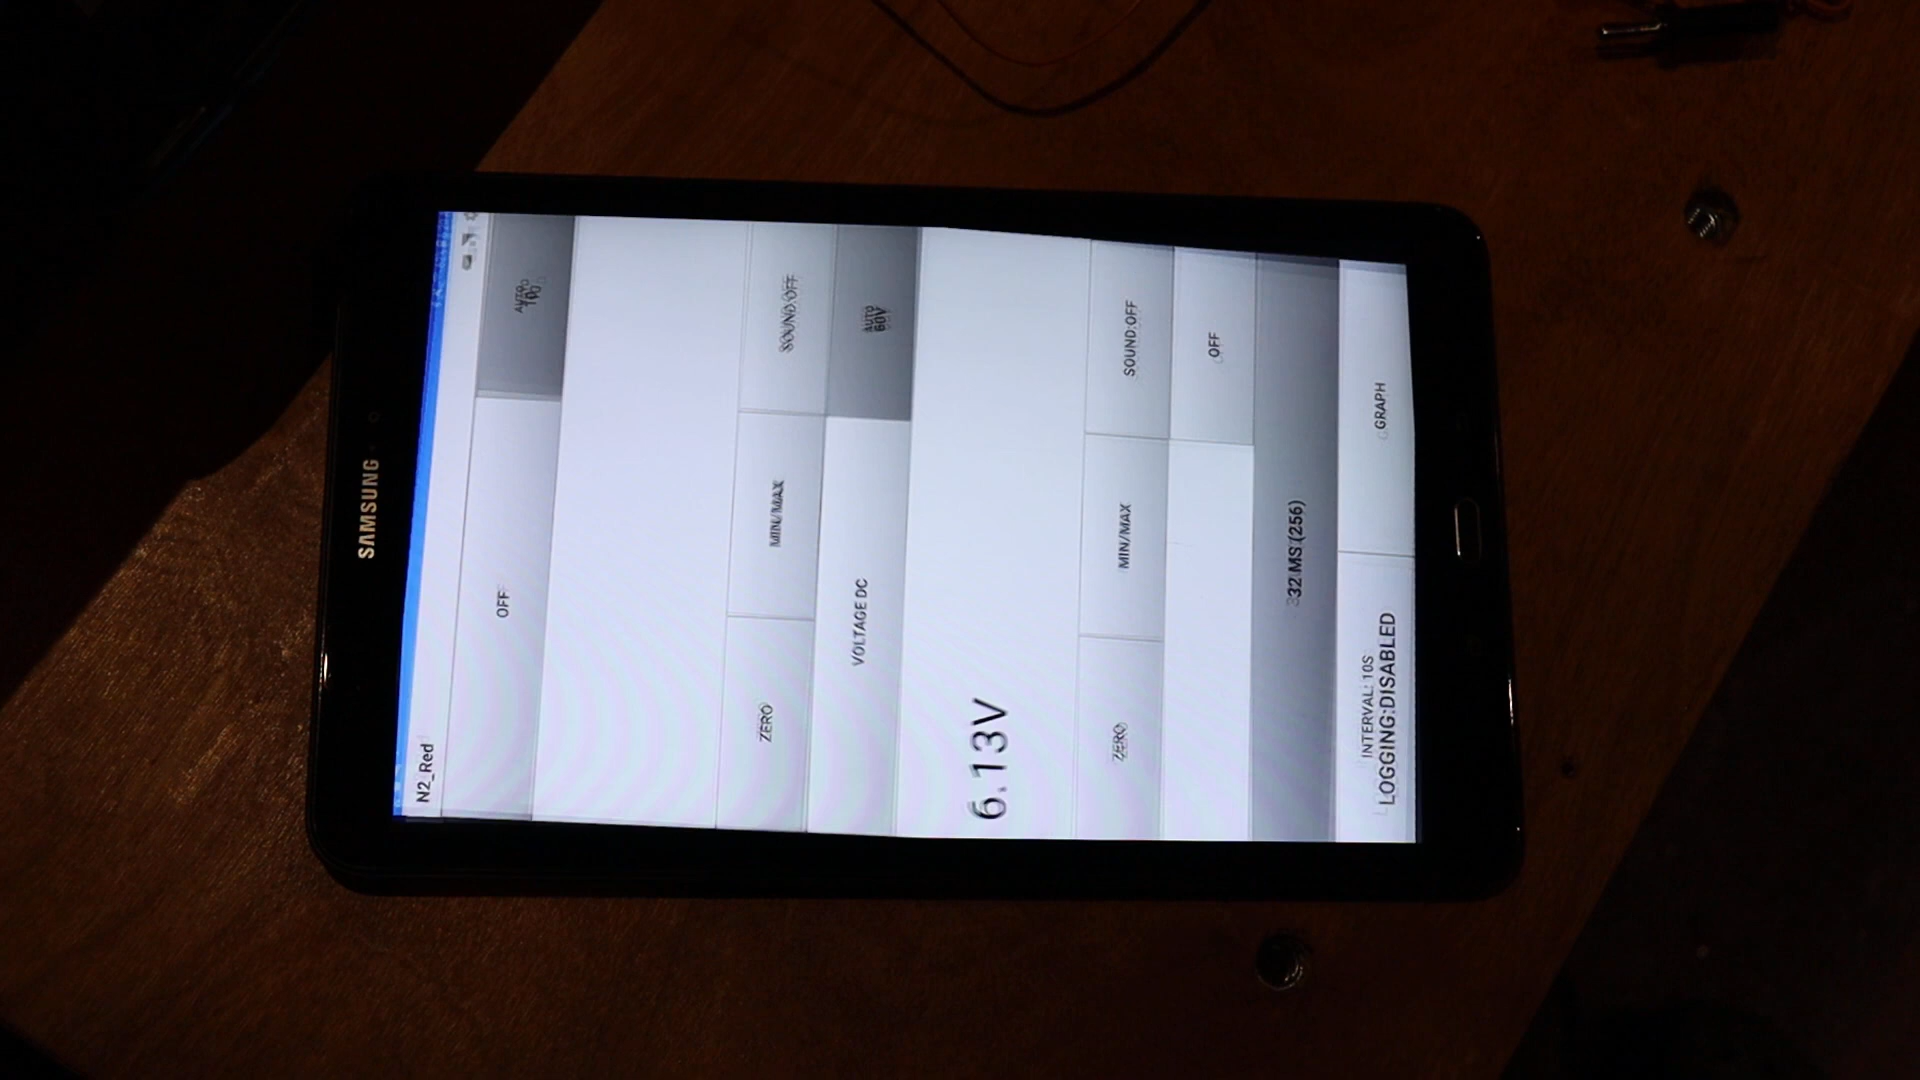 SAMSUNG
N2_Red
OFF
AUTO
ZERO
MIN/MAX
SOUND:OFF
VOLTAGE DC
AUTO
60V
6.13V
ZERO
MIN/MAX
SOUND:OFF
OFF
332 MS (256)
INTERVAL: 10S
LOGGING:DISABLED
GRAPH